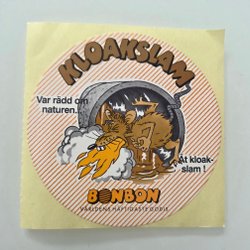 KLOAKSLAM
Var rädd om
naturen...
Ät kloak-
slam !
BONBON
VÄRLDENS HÄFTIGASTE GODIS